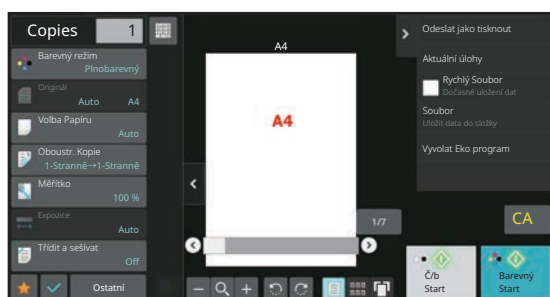 Copies 1
Barevný režim
Plnobarevný
Originál
Auto A4
Volba Papíru
Auto
Oboustr. Kopie
1-Stranně→1-Stranně
Měřítko
100 %
Expozice
Auto
Třídit a sešívat
Off
Ostatní
A4
A4
1/7
Odeslat jako tisknout
Aktuální úlohy
Rychlý Soubor
Dočasné uložení dat
Soubor
Uložit data do složky
Vyvolat Eko program
CA
Č/b
Start
Barevný
Start